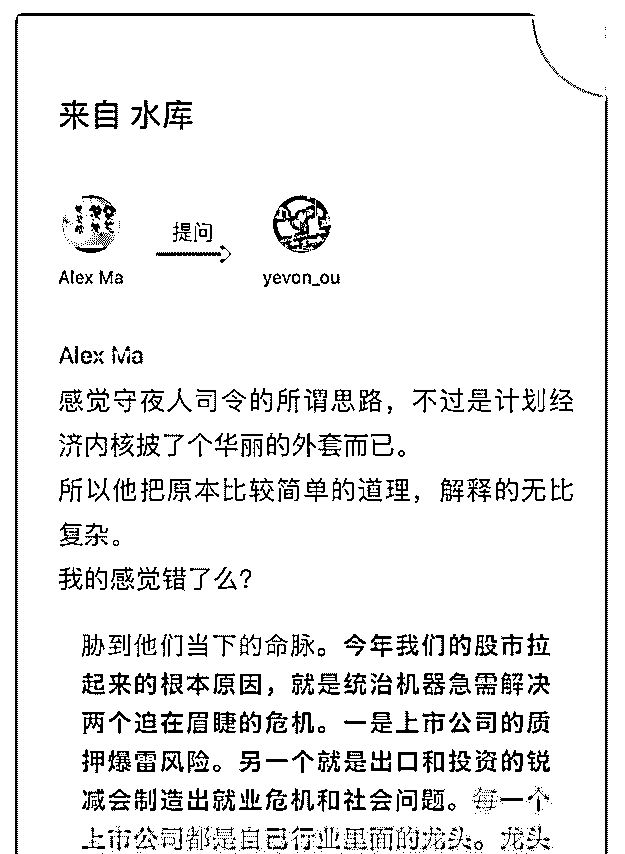 来自 水库
提问
Alex Ma
yevon_ou
Alex Ma
感觉守夜人司令的所谓思路，不过是计划经
济内核披了个华丽的外套而已。
所以他把原本比较简单的道理，解释的无比
复杂。
我的感觉错了么？
胁到他们当下的命脉。今年我们的股市拉
起来的根本原因，就是统治机器急需解决
两个迫在眉睫的危机。一是上市公司的质
押爆雷风险。另一个就是出口和投资的锐
减会制造出就业危机和社会问题。每一个
上市公司都是自己行业里面的龙头。龙头